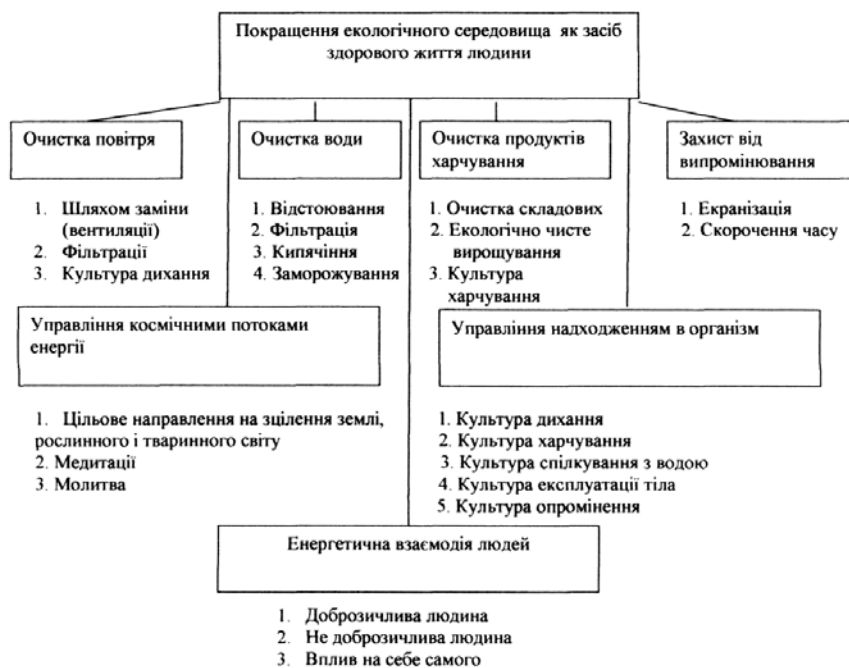 Покращення екологічного середовища як засіб
здорового життя людини
Очистка повітря
1. Шляхом заміни
(вентиляції)
2. Фільтрації
3. Культура дихання
Очистка води
1. Відстоювання
2. Фільтрація
3. Кипячіння
4. Заморожування
Очистка продуктів
харчування
1. Очистка складових
2. Екологічно чисте
вирощування
3. Культура
харчування
Захист від
випромінювання
1. Екранізація
2. Скорочення часу
Управління космічними потоками
енергії
1. Цільове направлення на зцілення землі,
рослинного і тваринного світу
2. Медитації
3. Молитва
Управління надходженням в організм
1. Культура дихання
2. Культура харчування
3. Культура спілкування з водою
4. Культура експлуатації тіла
5. Культура опромінення
Енергетична взаємодія людей
1. Доброзичлива людина
2. Не доброзичлива людина
3. Вплив на себе самого